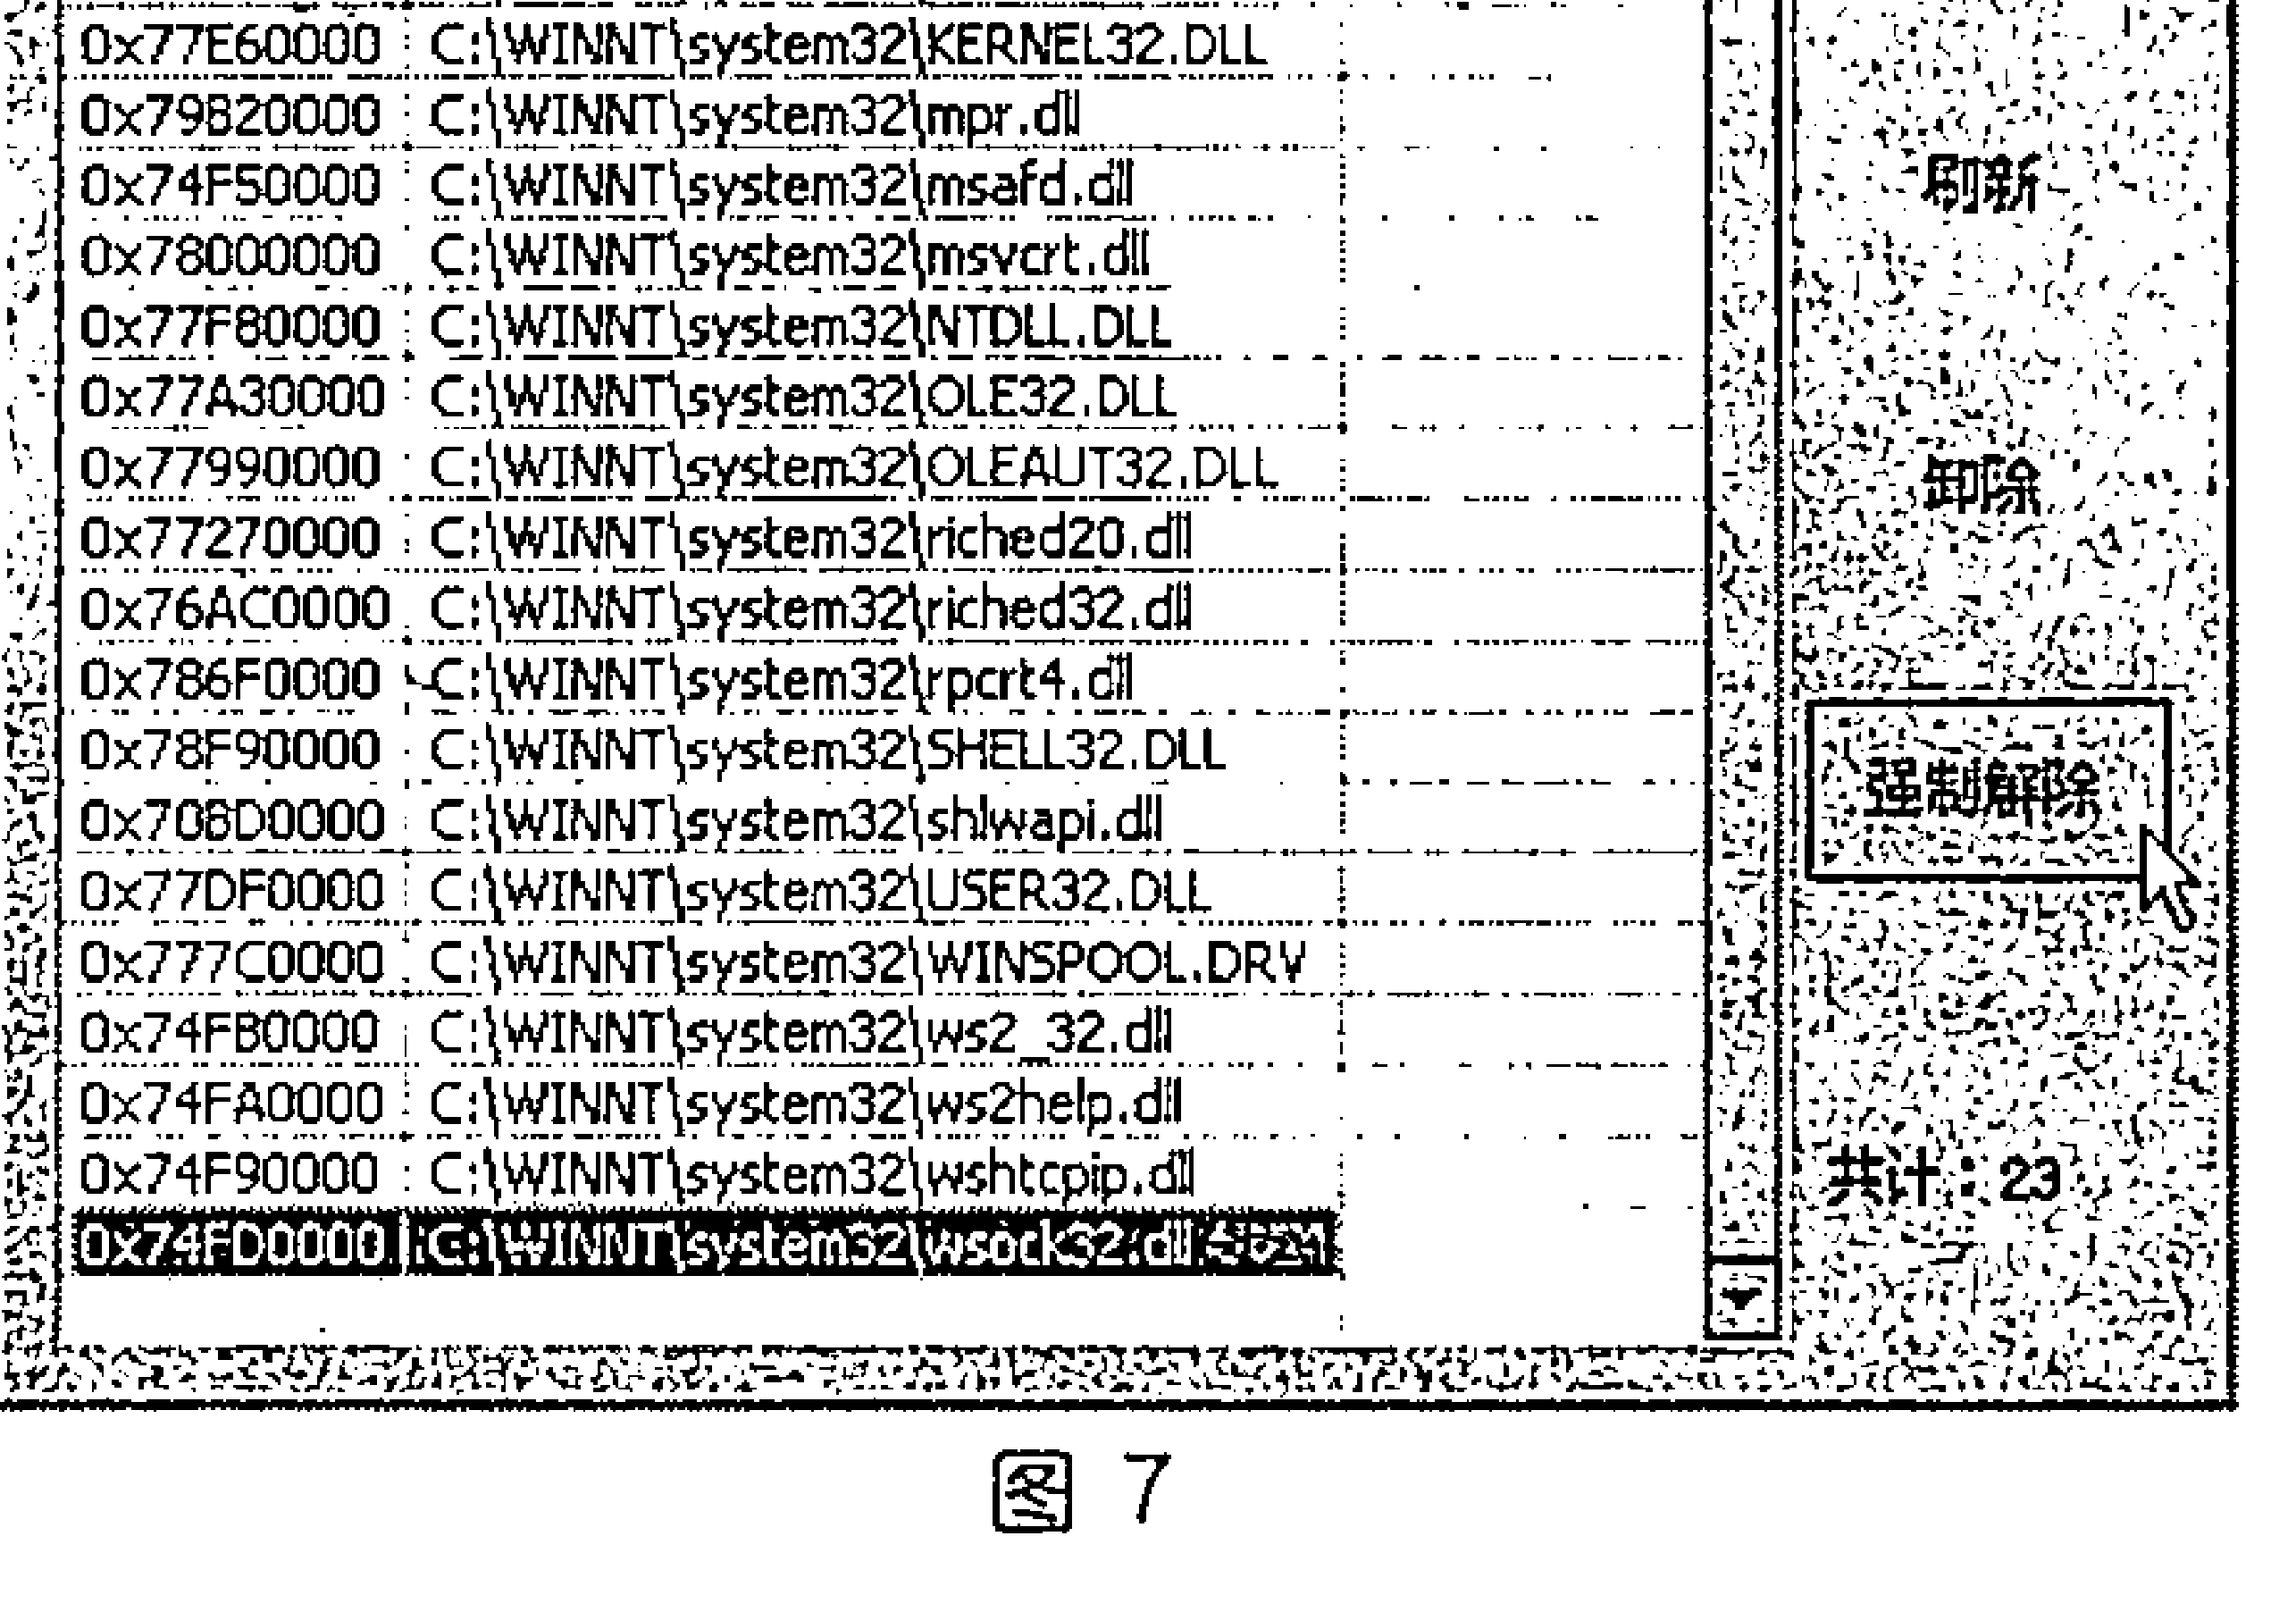 0x77E60000 C:\WINNT\system32\KERNEL32.DLL
0x79B20000 C:\WINNT\system32\mpr.dll
0x74F50000 C:\WINNT\system32\msafd.dll
刷新
0x78000000 C:\WINNT\system32\msvcrt.dll
0x77F80000 C:\WINNT\system32\NTDLL.DLL
0x77A30000 C:\WINNT\system32\OLE32.DLL
0x77990000 C:\WINNT\system32\OLEAUT32.DLL
卸除
0x77270000 C:\WINNT\system32\riched20.dll
0x76AC0000 C:\WINNT\system32\riched32.dll
0x786F0000 C:\WINNT\system32\rpcrt4.dll
0x78F90000 C:\WINNT\system32\SHELL32.DLL
强制解除
0x708D0000 C:\WINNT\system32\shlwapi.dll
0x77DF0000 C:\WINNT\system32\USER32.DLL
0x777C0000 C:\WINNT\system32\WINSPOOL.DRV
0x74FB0000 C:\WINNT\system32\ws2_32.dll
0x74FA0000 C:\WINNT\system32\ws2help.dll
0x74F90000 C:\WINNT\system32\wshtcpip.dll
共计：23
0x74FD0000 C:\WINNT\system32\wsock32.dll
图 7